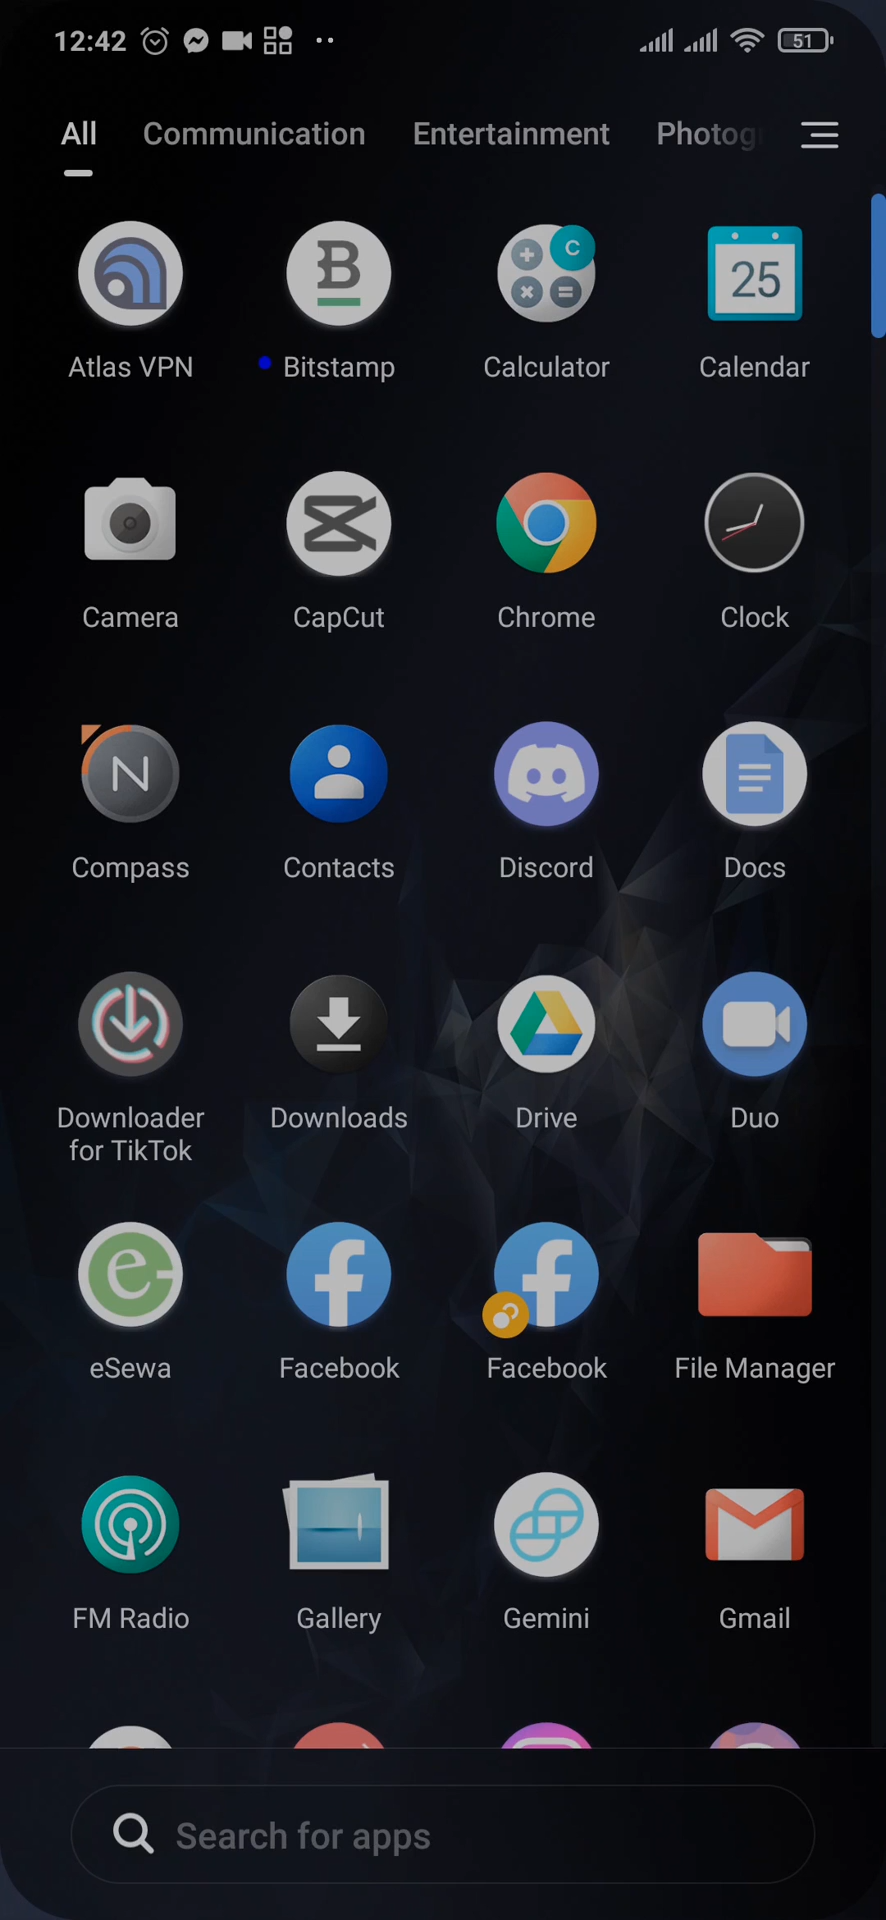 12:42
51
All Communication Entertainment Photog
C
25
Atlas VPN Bitstamp Calculator Calendar
Camera CapCut Chrome Clock
N
Compass Contacts Discord Docs
Downloader Downloads Drive Duo
for TikTok
eSewa Facebook Facebook File Manager
FM Radio Gallery Gemini Gmail
Search for apps